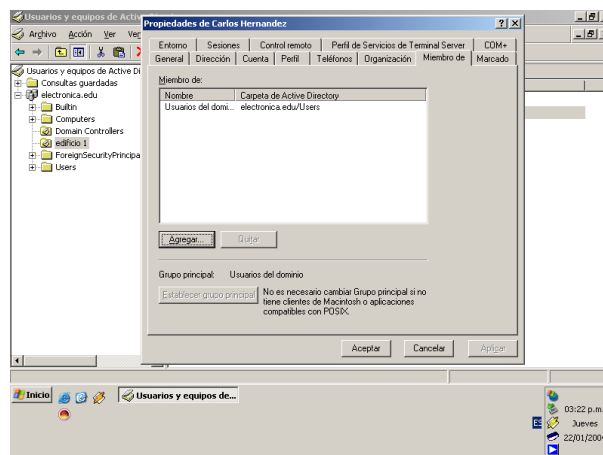 Usuarios y equipos de Activ
Archivo Acción Ver Ver
Usuarios y equipos de Active Di
Consultas guardadas
electronica.edu
Builtin
Computers
Domain Controllers
edificio 1
ForeignSecurityPrincipa
Users
Propiedades de Carlos Hernandez
Entorno Sesiones Control remoto Perfil de Servicios de Terminal Server COM+
General Dirección Cuenta Perfil Teléfonos Organización Miembro de Marcado
Miembro de:
Nombre Carpeta de Active Directory
Usuarios del domi... electronica.edu/Users
Agregar... Quitar
Grupo principal: Usuarios del dominio
Establecer grupo principal
No es necesario cambiar Grupo principal si no
tiene clientes de Macintosh o aplicaciones
compatibles con POSIX.
Aceptar Cancelar Aplicar
Inicio Usuarios y equipos de...
ES
03:22 p.m.
Jueves
22/01/200